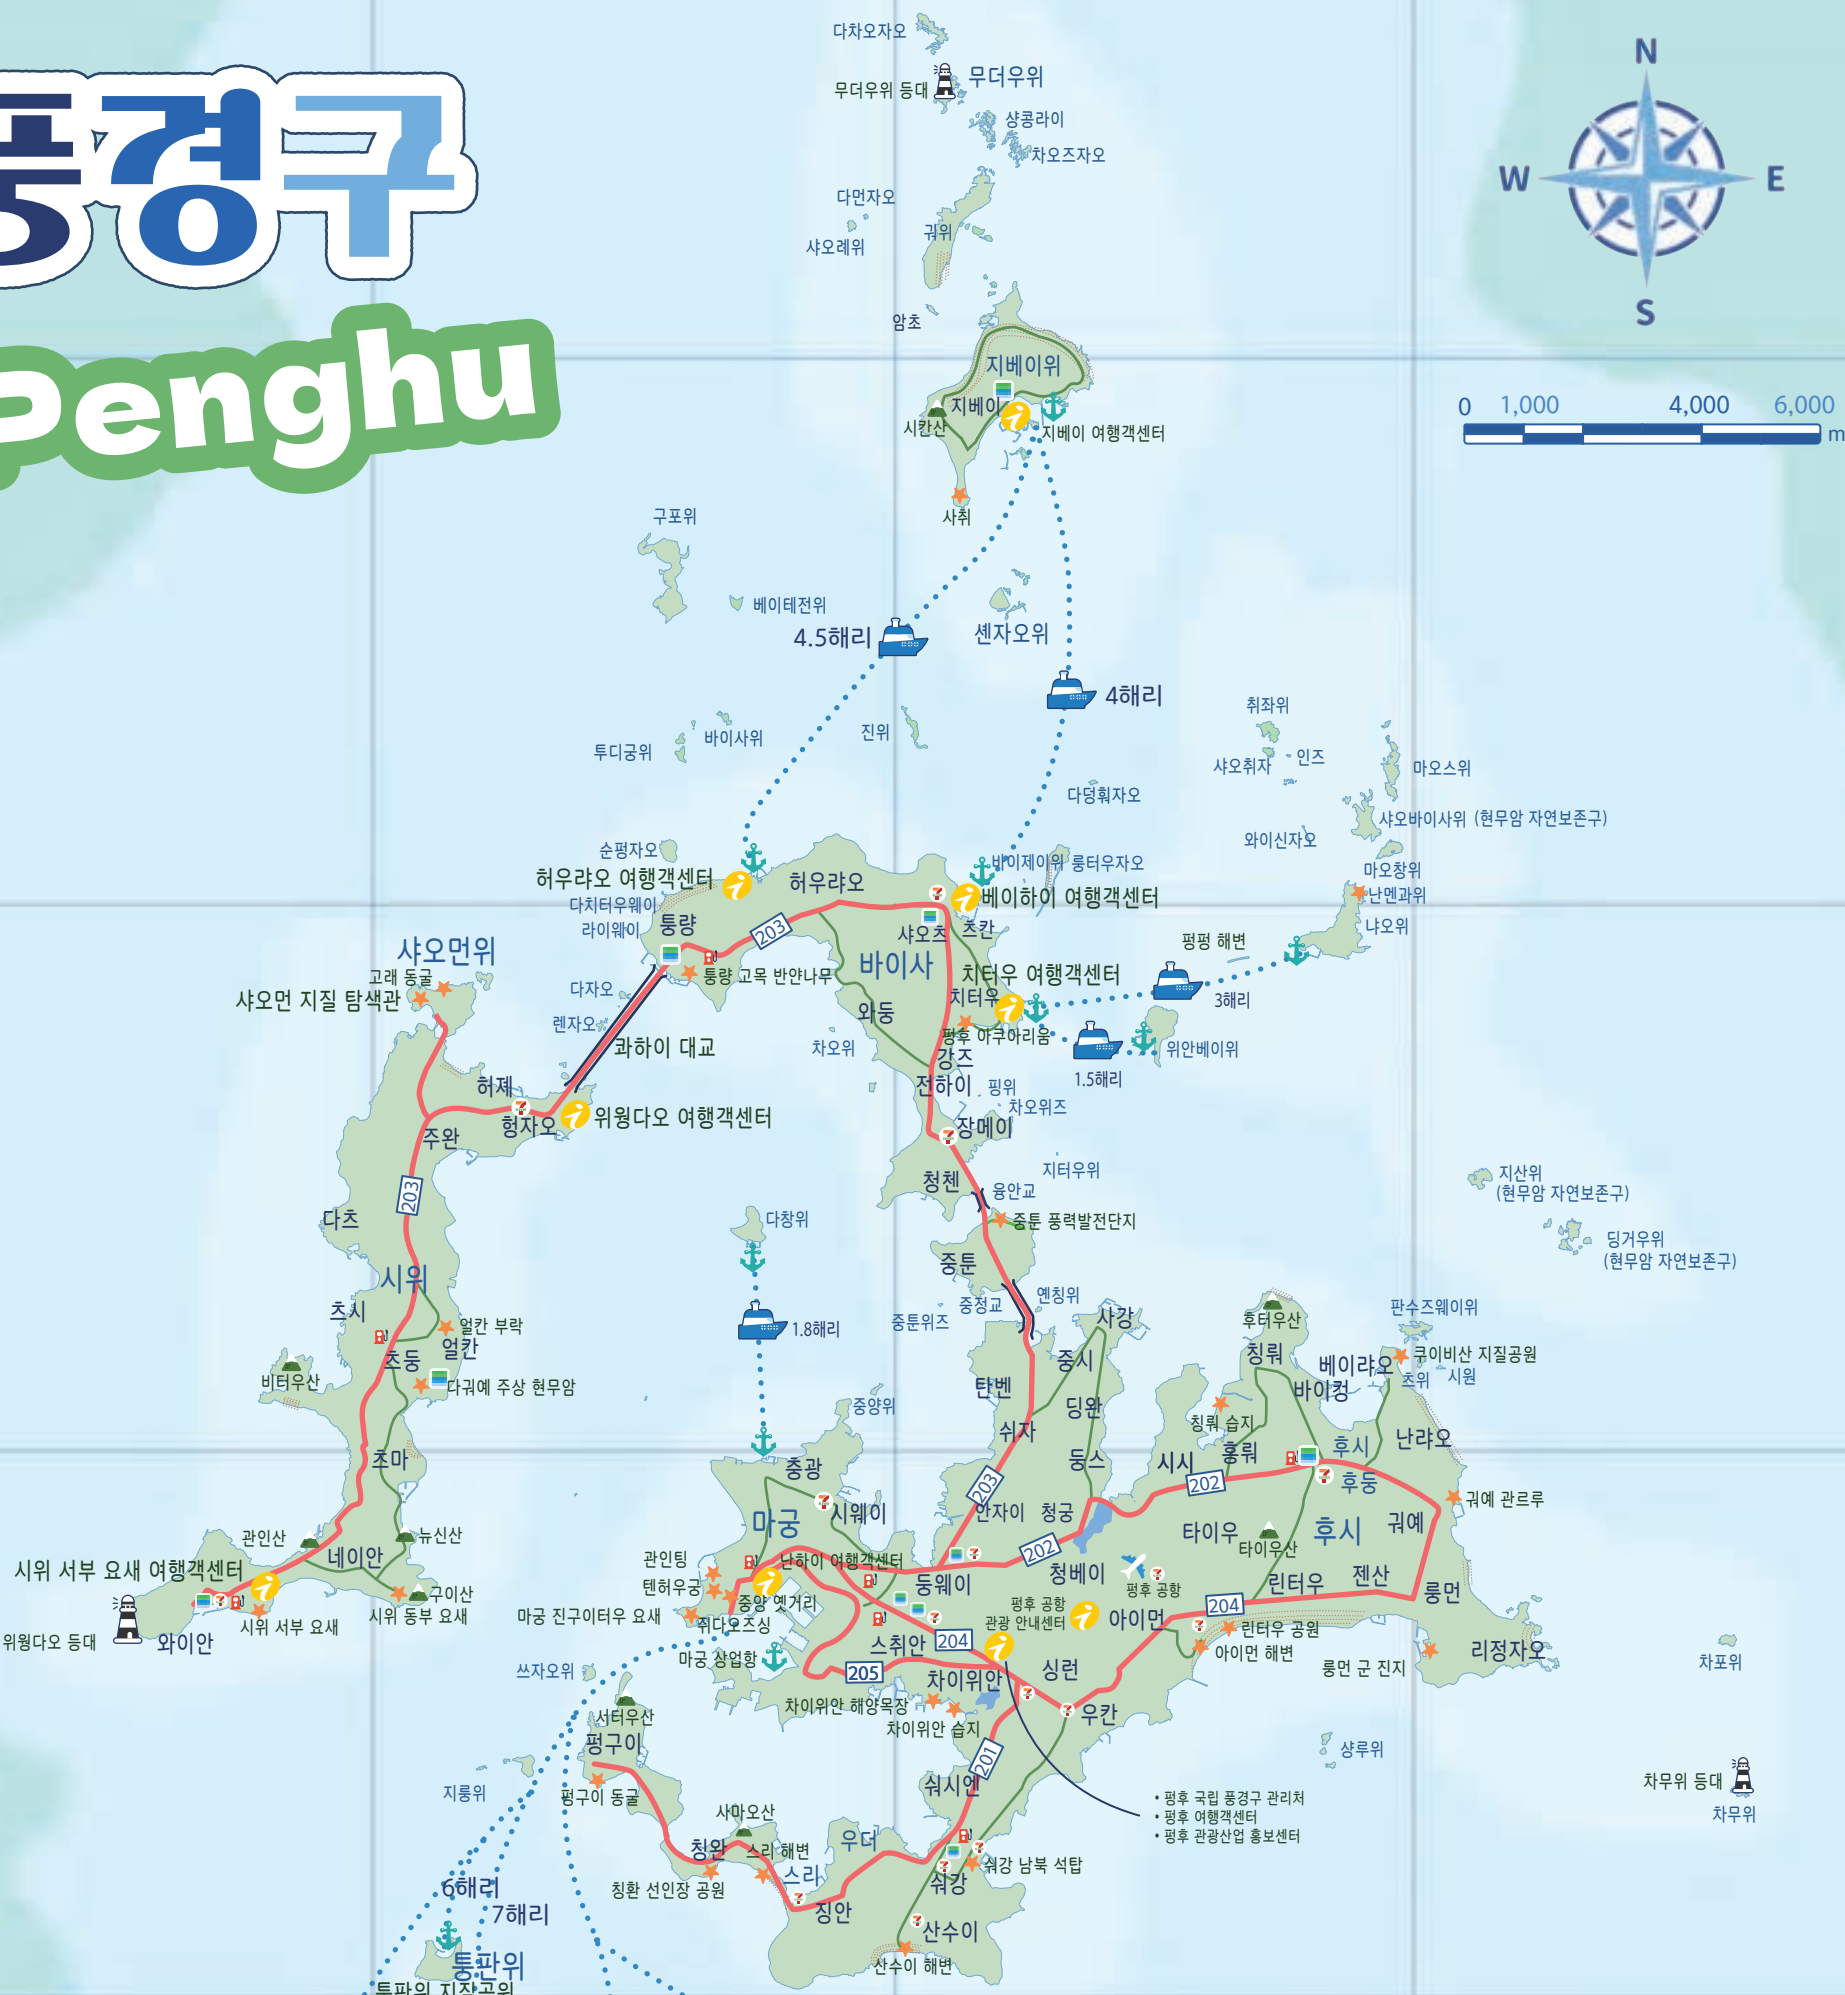 풍경구
Penghu
N
W
E
S
0 1,000 4,000 6,000 m
다차오자오
무더우위
무더우위 등대
샹콩라이
차오즈자오
다먼자오
샤오례위
궈위
암초
지베이위
지베이
시칸산
지베이 여행객센터
사취
구포위
베이테전위
4.5해리
셴자오위
4해리
진위
바이사위
투디궁위
취좌위
샤오취자
인즈
마오스위
다덩훠자오
샤오바이사위 (현무암 자연보존구)
와이신자오
마오창위
난멘과위
냐오위
순펑자오
허우랴오 여행객센터
허우랴오
바이제이위
룽터우자오
베이하이 여행객센터
다치터우웨이
라이웨이
통량
203
샤오츠
츠칸
펑펑 해변
샤오먼위
고래 동굴
샤오먼 지질 탐색관
바이사
치터우 여행객센터
통량 고목 반얀나무
다자오
치터우
3해리
렌자오
와둥
펑후 아쿠아리움
콰하이 대교
차오위
강즈
위안베이위
1.5해리
허제
전하이
핑위
차오위즈
헝자오
위웡다오 여행객센터
장메이
주완
지터우위
지산위
(현무암 자연보존구)
청첸
융안교
203
다츠
다창위
중툰 풍력발전단지
딩거우위
(현무암 자연보존구)
중툰
시위
중정교
옌칭위
츠시
중툰위즈
사강
후터우산
판수즈웨이위
얼칸 부락
1.8해리
얼칸
초둥
칭뤄
쿠이비산 지질공원
중시
베이랴오
비터우산
다궈예 주상 현무암
탄벤
바이컹
츠위
시원
딩완
중양위
칭뤄 습지
쉬자
난랴오
후시
홍뤄
초마
둥스
시시
충광
202
후둥
203
궈예 관르루
마궁
시웨이
안자이
청궁
궈예
타이우
후시
관인산
뉴신산
타이우산
네이안
202
관인팅
난하이 여행객센터
시위 서부 요새 여행객센터
청베이
톈허우궁
둥웨이
펑후 공항
린터우
젠산
룽먼
구이산
중양 옛거리
펑후 공항
관광 안내센터
204
시위 동부 요새
마궁 진구이터우 요새
아이먼
시위 서부 요새
쥐다오즈싱
린터우 공원
위웡다오 등대
와이안
스취안
204
아이먼 해변
리정자오
마궁 상업항
205
싱런
룽먼 군 진지
차포위
쓰자오위
차이위안
차이위안 해양목장
서터우산
우칸
차이위안 습지
펑구이
201
샹루위
지룽위
쉬시엔
차무위 등대
펑구이 동굴
• 펑후 국립 풍경구 관리처
• 펑후 여행객센터
• 펑후 관광산업 홍보센터
차무위
사마오산
칭완
스리 해변
우더
쉬강 남북 석탑
6해리
칭환 선인장 공원
스리
쉬강
7해리
징안
산수이
통판위
산수이 해변
통판위 지질공원